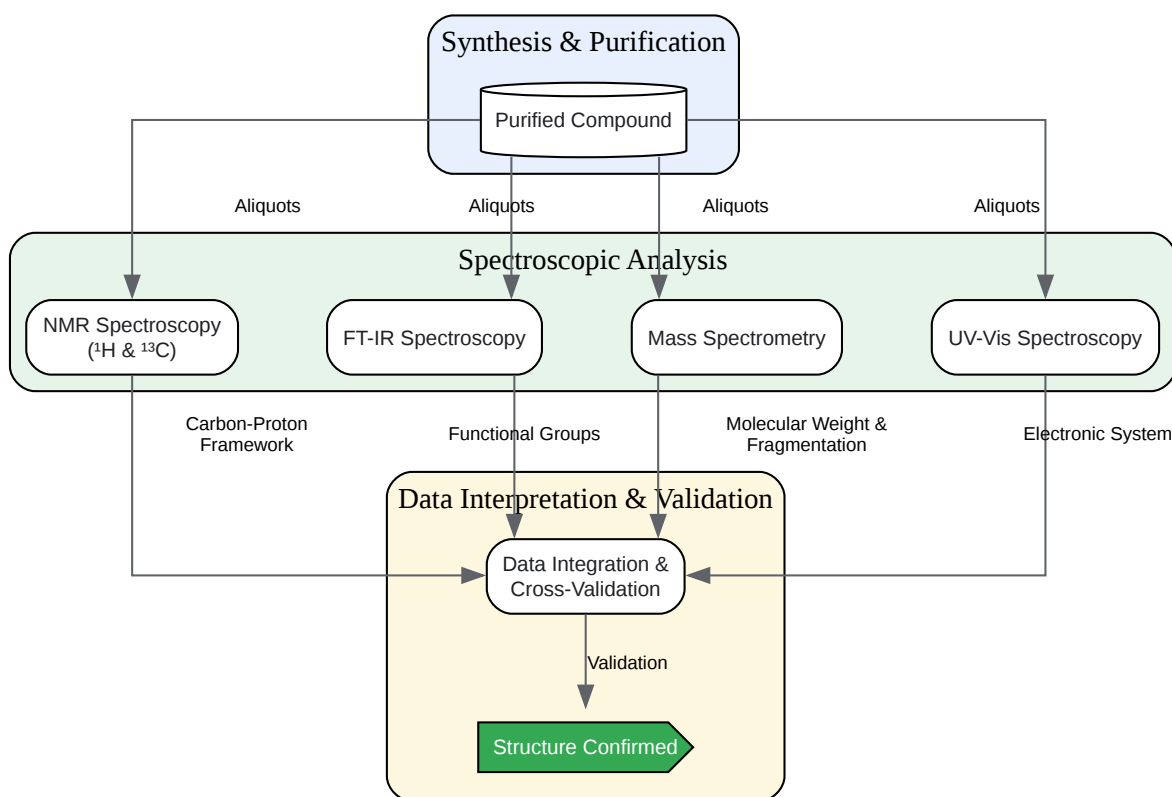 Synthesis & Purification
Purified Compound
Aliquots
Aliquots
Aliquots
Aliquots
Spectroscopic Analysis
NMR Spectroscopy
(¹H & ¹³C)
FT-IR Spectroscopy
Mass Spectrometry
UV-Vis Spectroscopy
Carbon-Proton
Framework
Functional Groups
Molecular Weight &
Fragmentation
Electronic System
Data Interpretation & Validation
Data Integration &
Cross-Validation
Validation
Structure Confirmed